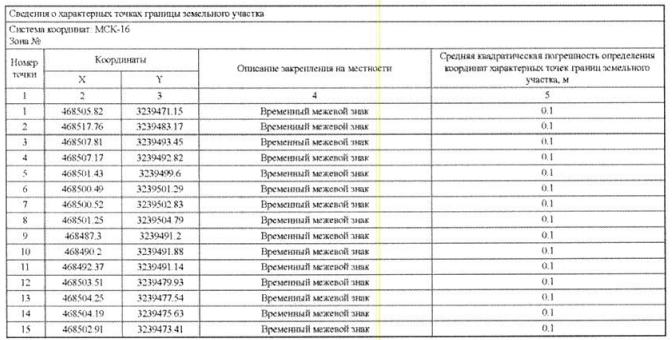 Сведения о характерных точках границы земельного участка
Система координат: МСК-16
Зона №
Номер точки Координаты Описание закрепления на местности Средняя квадратическая погрешность определения координат характерных точек границ земельного участка, м
X Y
1 2 3 4 5
1 468505.82 3239471.15 Временный межевой знак 0.1
2 468517.76 3239483.17 Временный межевой знак 0.1
3 468507.81 3239493.45 Временный межевой знак 0.1
4 468507.17 3239492.82 Временный межевой знак 0.1
5 468501.43 3239499.6 Временный межевой знак 0.1
6 468500.49 3239501.29 Временный межевой знак 0.1
7 468500.52 3239502.83 Временный межевой знак 0.1
8 468501.25 3239504.79 Временный межевой знак 0.1
9 468487.3 3239491.2 Временный межевой знак 0.1
10 468490.2 3239491.88 Временный межевой знак 0.1
11 468492.37 3239491.14 Временный межевой знак 0.1
12 468503.51 3239479.93 Временный межевой знак 0.1
13 468504.25 3239477.54 Временный межевой знак 0.1
14 468504.19 3239475.63 Временный межевой знак 0.1
15 468502.91 3239473.41 Временный межевой знак 0.1